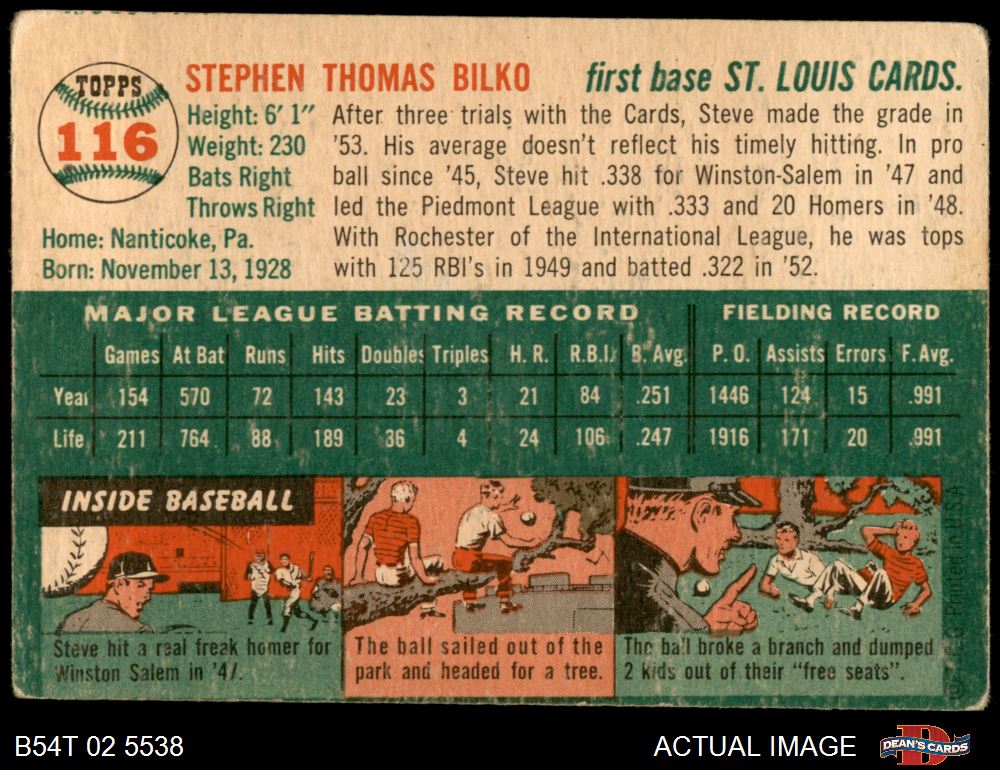 TOPPS
116
STEPHEN THOMAS BILKO
first base ST. LOUIS CARDS.
Height: 6' 1"
Weight: 230
Bats Right
Throws Right
Home: Nanticoke, Pa.
Born: November 13, 1928
After three trials with the Cards, Steve made the grade in
'53. His average doesn't reflect his timely hitting. In pro
ball since '45, Steve hit .338 for Winston-Salem in '47 and
led the Piedmont League with .333 and 20 Homers in '48.
With Rochester of the International League, he was tops
with 125 RBI's in 1949 and batted .322 in '52.
MAJOR LEAGUE BATTING RECORD FIELDING RECORD
Games At Bat Runs Hits Doubles Triples H. R. R.B.I. B. Avg. P. O. Assists Errors F. Avg.
Year 154 570 72 143 23 3 21 84 .251 1446 124 15 .991
Life 211 764 88 189 36 4 24 106 .247 1916 171 20 .991
INSIDE BASEBALL
Steve hit a real freak homer for
Winston Salem in '47.
The ball sailed out of the
park and headed for a tree.
The ball broke a branch and dumped
2 kids out of their "free seats".
Printed in U.S.A.
B54T 02 5538
ACTUAL IMAGE
DEAN'S CARDS